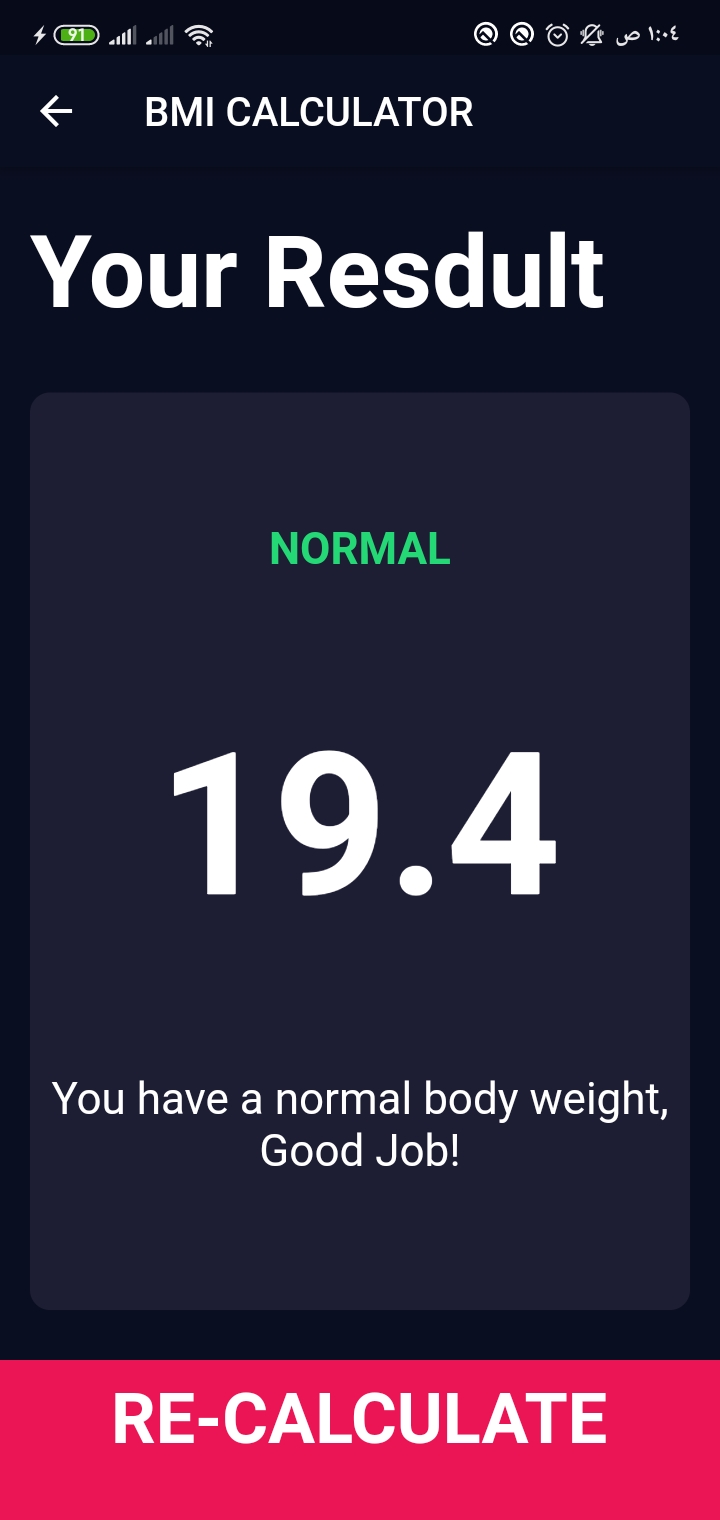 91
ص ١:٠٤
BMI CALCULATOR
Your Resdult
NORMAL
19.4
You have a normal body weight,
Good Job!
RE-CALCULATE